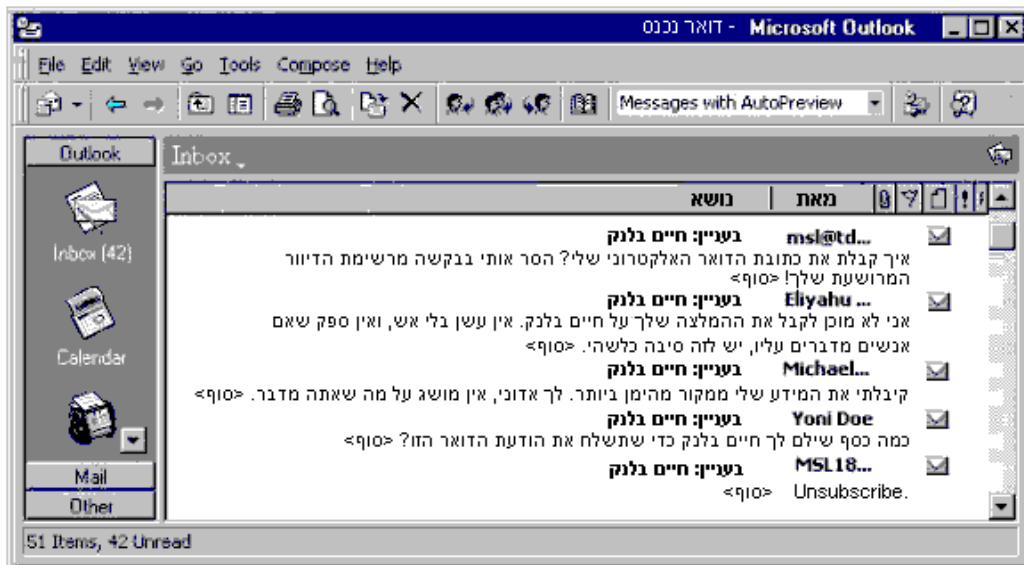 דואר נכנס - Microsoft Outlook
File Edit View Go Tools Compose Help
Messages with AutoPreview
Outlook
Inbox
Inbox (42)
Calendar
Mail
Other
מאת נושא
msl@td... בעניין: חיים בלנק
איך קבלת את כתובת הדואר האלקטרוני שלי? הסר אותי בבקשה מרשימת הדיוור
המרושעת שלך! <סוף>
Eliyahu ... בעניין: חיים בלנק
אני לא מוכן לקבל את ההמלצה שלך על חיים בלנק. אין עשן בלי אש, ואין ספק שאם
אנשים מדברים עליו, יש לזה סיבה כלשהי. <סוף>
Michael... בעניין: חיים בלנק
קיבלתי את המידע שלי ממקור מהימן ביותר. לך אדוני, אין מושג על מה שאתה מדבר. <סוף>
Yoni Doe בעניין: חיים בלנק
כמה כסף שילם לך חיים בלנק כדי שתשלח את הודעת הדואר הזו? <סוף>
MSL18... בעניין: חיים בלנק
Unsubscribe. <סוף>
51 Items, 42 Unread